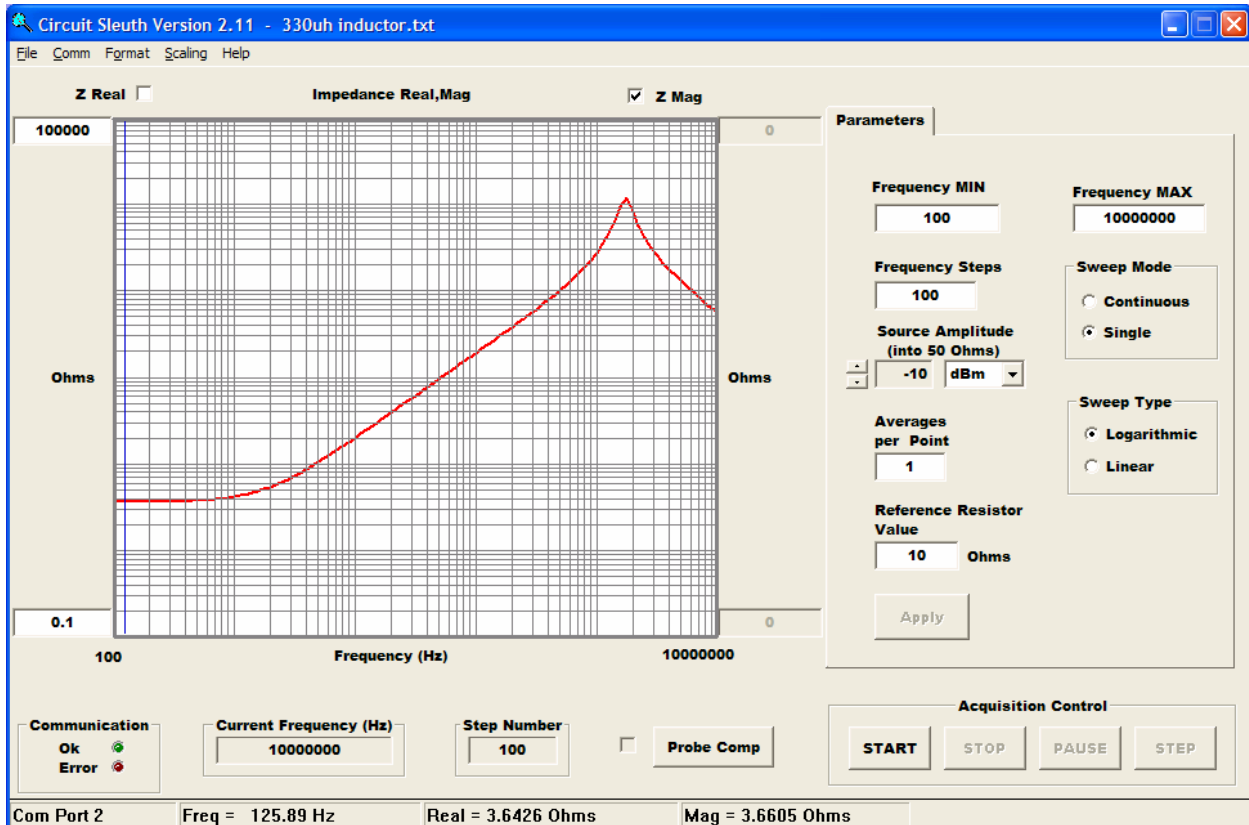 Circuit Sleuth Version 2.11 - 330uh inductor.txt
File Comm Format Scaling Help
Z Real Impedance Real,Mag Z Mag
100000
0
Ohms
Ohms
0.1
0
100 Frequency (Hz) 10000000
Parameters
Frequency MIN
100
Frequency MAX
10000000
Frequency Steps
100
Sweep Mode
Continuous
Single
Source Amplitude
(into 50 Ohms)
-10 dBm
Averages
per Point
1
Sweep Type
Logarithmic
Linear
Reference Resistor
Value
10 Ohms
Apply
Communication
Ok
Error
Current Frequency (Hz)
10000000
Step Number
100
Probe Comp
Acquisition Control
START STOP PAUSE STEP
Com Port 2 Freq = 125.89 Hz Real = 3.6426 Ohms Mag = 3.6605 Ohms